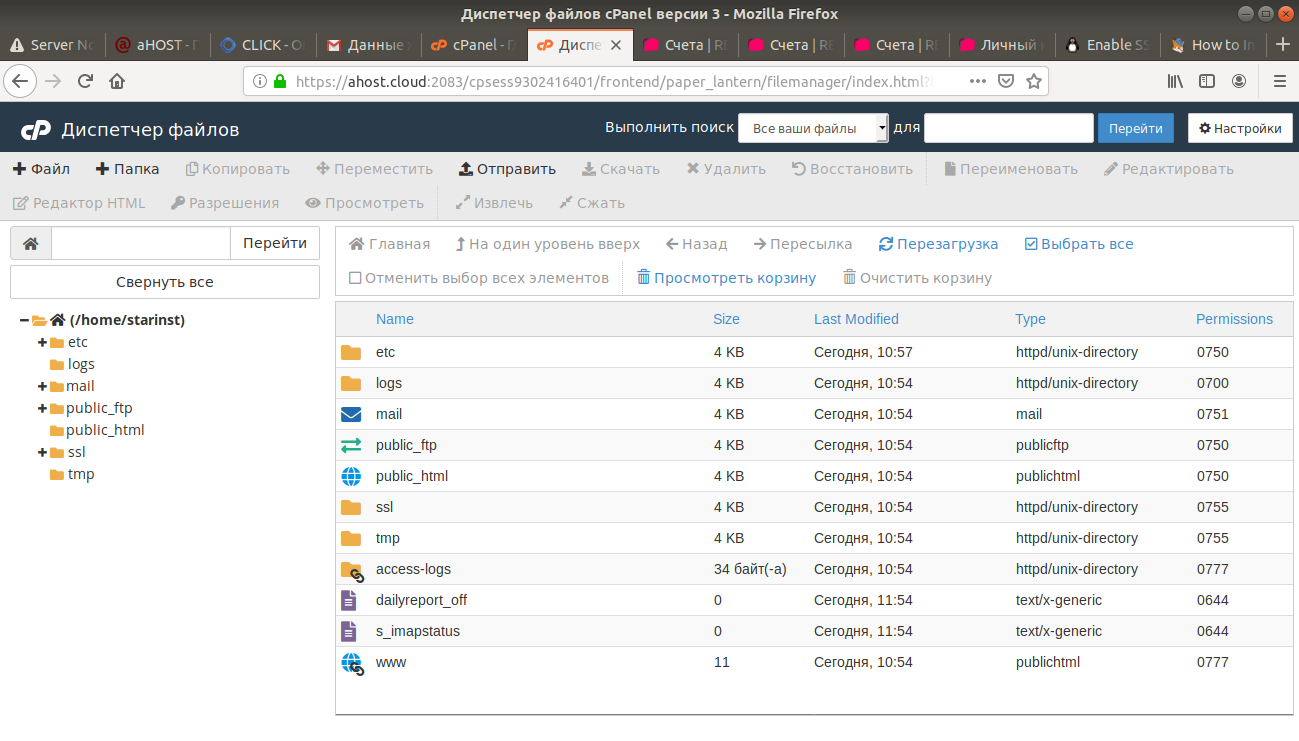 Диспетчер файлов cPanel версии 3 - Mozilla Firefox
Server aHOST - CLICK - Данные cPanel - Диспе Счета | Счета | Счета | Личный Enable How to
https://ahost.cloud:2083/cpsess9302416401/frontend/paper_lantern/filemanager/index.html?
cP Диспетчер файлов Выполнить поиск Все ваши файлы для Перейти Настройки
Файл Папка Копировать Переместить Отправить Скачать Удалить Восстановить Переименовать Редактировать
Редактор HTML Разрешения Просмотреть Извлечь Сжать
Перейти
Свернуть все
(/home/starinst)
etc
logs
mail
public_ftp
public_html
ssl
tmp
Главная На один уровень вверх Назад Пересылка Перезагрузка Выбрать все
Отменить выбор всех элементов Просмотреть корзину Очистить корзину
Name Size Last Modified Type Permissions
etc 4 KB Сегодня, 10:57 httpd/unix-directory 0750
logs 4 KB Сегодня, 10:54 httpd/unix-directory 0700
mail 4 KB Сегодня, 10:54 mail 0751
public_ftp 4 KB Сегодня, 10:54 publicftp 0750
public_html 4 KB Сегодня, 10:54 publichtml 0750
ssl 4 KB Сегодня, 10:54 httpd/unix-directory 0755
tmp 4 KB Сегодня, 10:54 httpd/unix-directory 0755
access-logs 34 байт(-а) Сегодня, 10:54 httpd/unix-directory 0777
dailyreport_off 0 Сегодня, 11:54 text/x-generic 0644
s_imapstatus 0 Сегодня, 11:54 text/x-generic 0644
www 11 Сегодня, 10:54 publichtml 0777